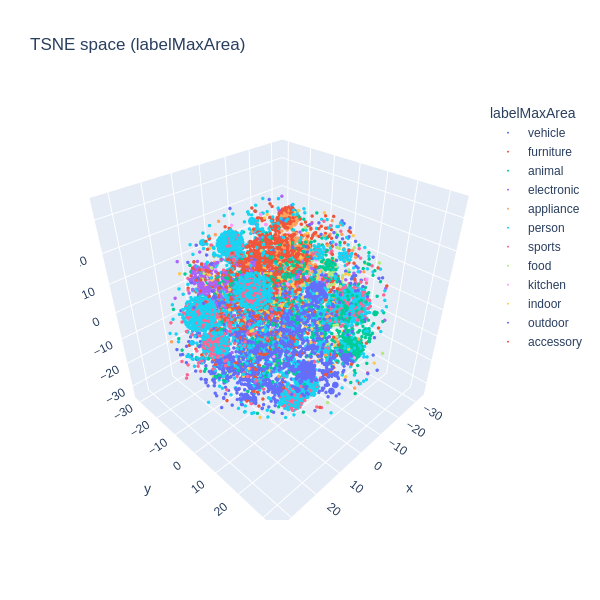 TSNE space (labelMaxArea)
labelMaxArea
vehicle
furniture
animal
electronic
appliance
person
sports
food
kitchen
indoor
outdoor
accessory
0
10
0
−10
−20
−30
−30
−20
−10
0
10
20
y
−30
−20
−10
0
10
20
x